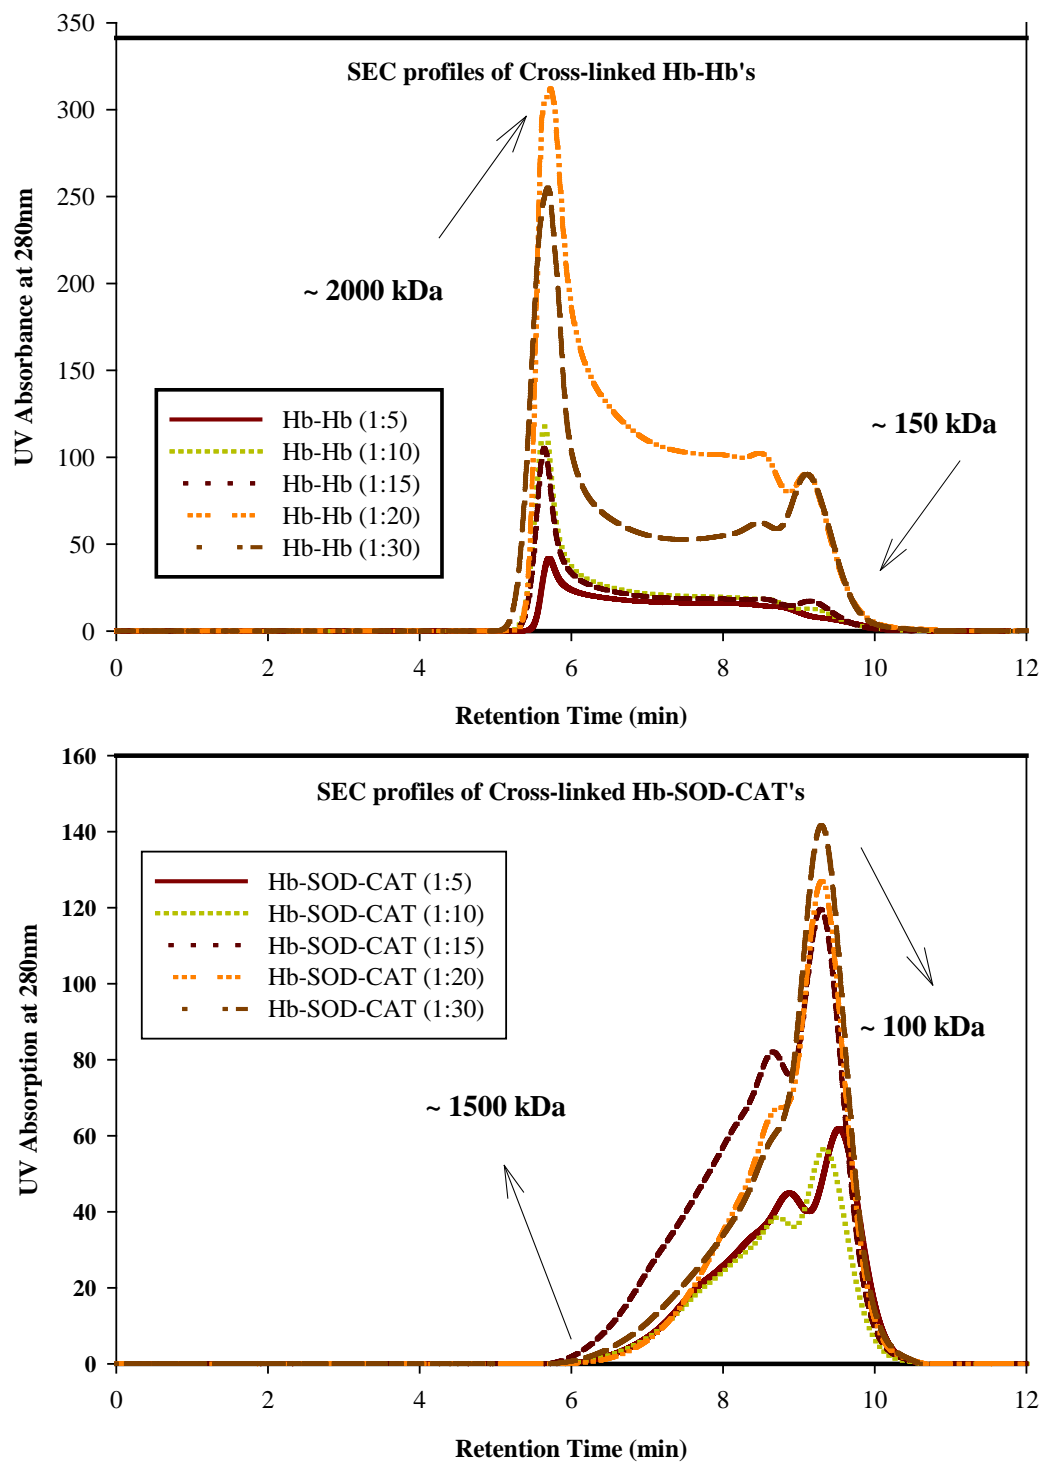 350
SEC profiles of Cross-linked Hb-Hb's
300
250
~ 2000 kDa
200
150
~ 150 kDa
100
50
0
UV Absorbance at 280nm
Hb-Hb (1:5)
Hb-Hb (1:10)
Hb-Hb (1:15)
Hb-Hb (1:20)
Hb-Hb (1:30)
0 2 4 6 8 10 12
Retention Time (min)
160
SEC profiles of Cross-linked Hb-SOD-CAT's
140
120
100
80
60
40
20
0
UV Absorption at 280nm
Hb-SOD-CAT (1:5)
Hb-SOD-CAT (1:10)
Hb-SOD-CAT (1:15)
Hb-SOD-CAT (1:20)
Hb-SOD-CAT (1:30)
~ 100 kDa
~ 1500 kDa
0 2 4 6 8 10 12
Retention Time (min)